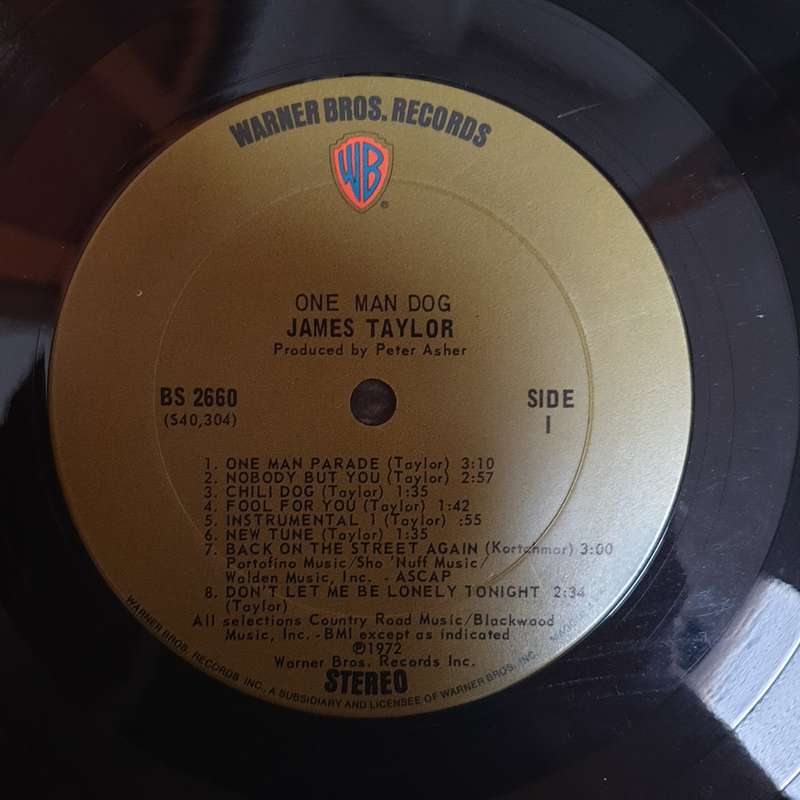 WARNER BROS. RECORDS
WB
®
ONE MAN DOG
JAMES TAYLOR
Produced by Peter Asher
BS 2660
(S40,304)
SIDE
1
1. ONE MAN PARADE (Taylor) 3:10
2. NOBODY BUT YOU (Taylor) 2:57
3. CHILI DOG (Taylor) 1:35
4. FOOL FOR YOU (Taylor) 1:42
5. INSTRUMENTAL 1 (Taylor) :55
6. NEW TUNE (Taylor) 1:35
7. BACK ON THE STREET AGAIN (Kortchmar) 3:00
Portofino Music/Sho 'Nuff Music/
Walden Music, Inc. - ASCAP
8. DON'T LET ME BE LONELY TONIGHT 2:34
(Taylor)
All selections Country Road Music/Blackwood
Music, Inc. -BMI except as indicated
℗1972
Warner Bros. Records Inc.
STEREO
WARNER BROS. RECORDS INC. A SUBSIDIARY AND LICENSEE OF WARNER BROS. INC.